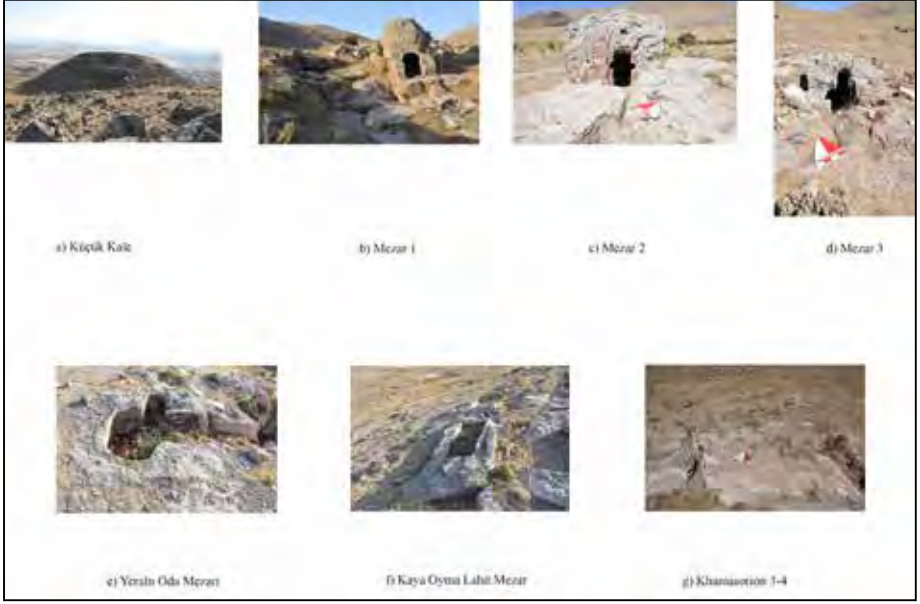 a) Küçük Kale
b) Mezar 1
c) Mezar 2
d) Mezar 3
e) Yeraltı Oda Mezarı
f) Kaya Oyma Lahit Mezar
g) Khamasorion 3-4